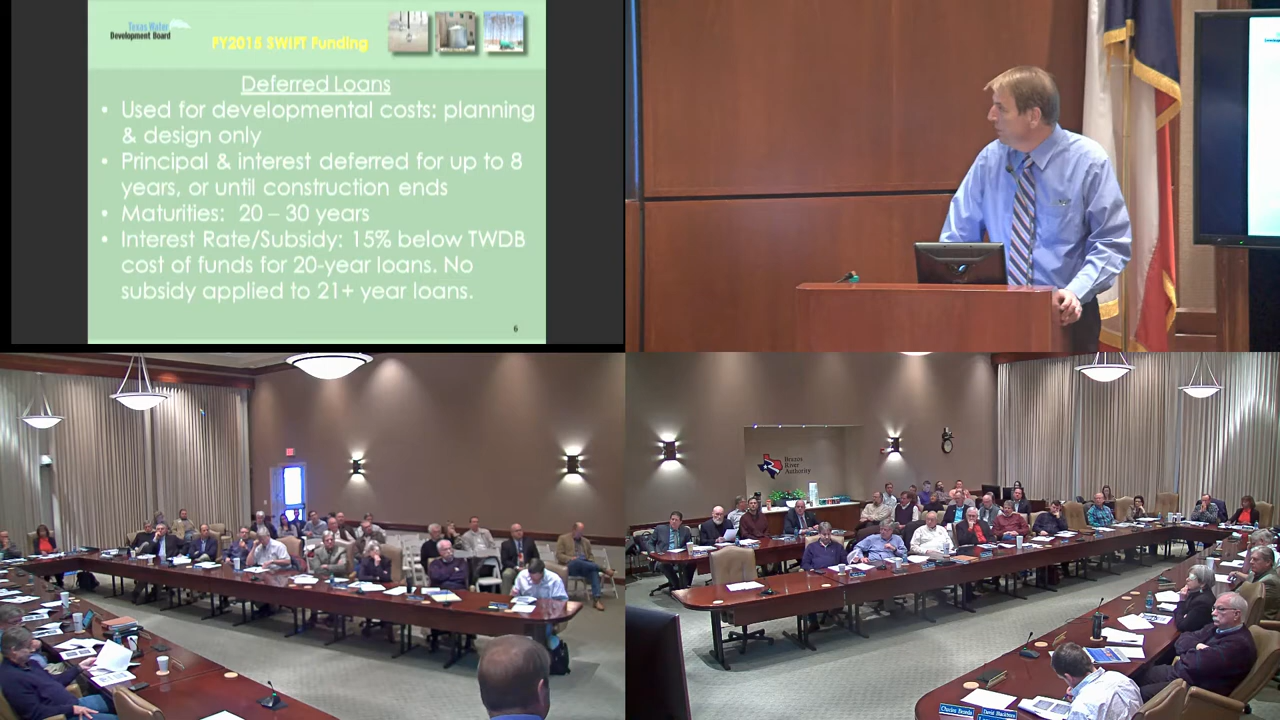 Texas Water
Development Board
FY2015 SWIFT Funding
Deferred Loans
• Used for developmental costs: planning
& design only
• Principal & interest deferred for up to 8
years, or until construction ends
• Maturities: 20 – 30 years
• Interest Rate/Subsidy: 15% below TWDB
cost of funds for 20-year loans. No
subsidy applied to 21+ year loans.
6
Brazos
River
Authority